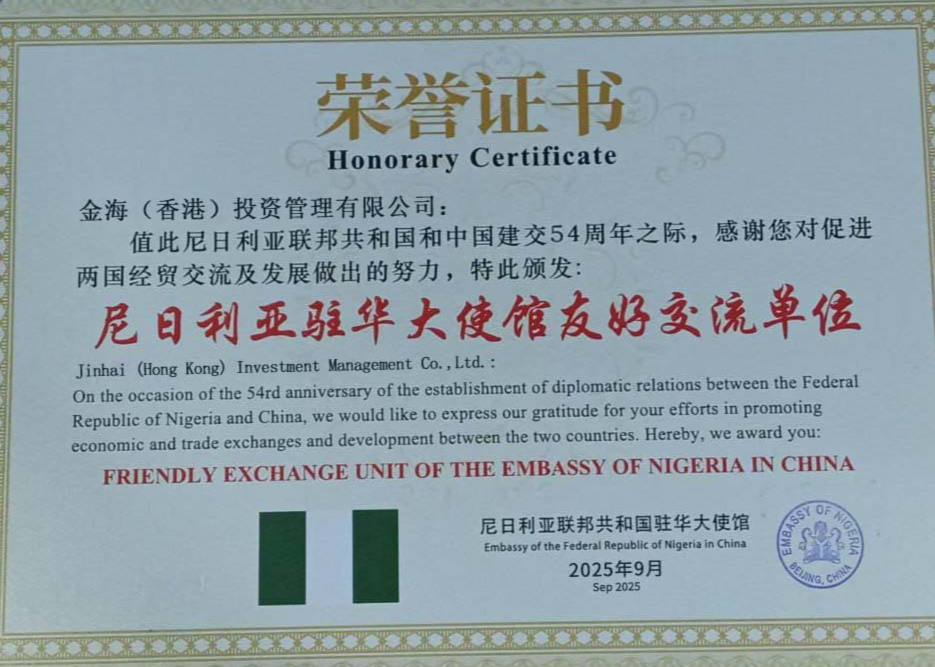 荣誉证书
Honorary Certificate
金海（香港）投资管理有限公司：
值此尼日利亚联邦共和国和中国建交54周年之际，感谢您对促进
两国经贸交流及发展做出的努力，特此颁发：
尼日利亚驻华大使馆友好交流单位
Jinhai (Hong Kong) Investment Management Co.,Ltd.:
On the occasion of the 54rd anniversary of the establishment of diplomatic relations between the Federal
Republic of Nigeria and China, we would like to express our gratitude for your efforts in promoting
economic and trade exchanges and development between the two countries. Hereby, we award you:
FRIENDLY EXCHANGE UNIT OF THE EMBASSY OF NIGERIA IN CHINA
尼日利亚联邦共和国驻华大使馆
Embassy of the Federal Republic of Nigeria in China
2025年9月
Sep 2025
EMBASSY OF NIGERIA
BEIJING, CHINA